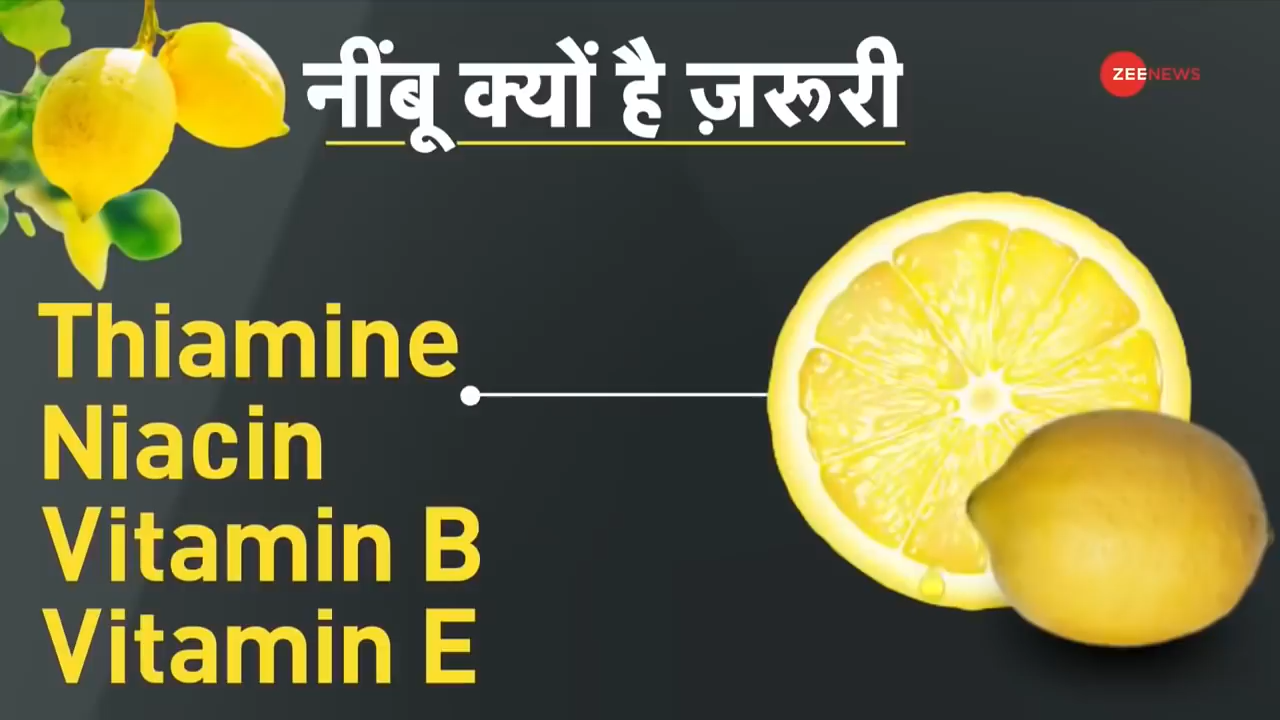 नींबू क्यों है ज़रूरी
ZEENEWS
Thiamine
Niacin
Vitamin B
Vitamin E